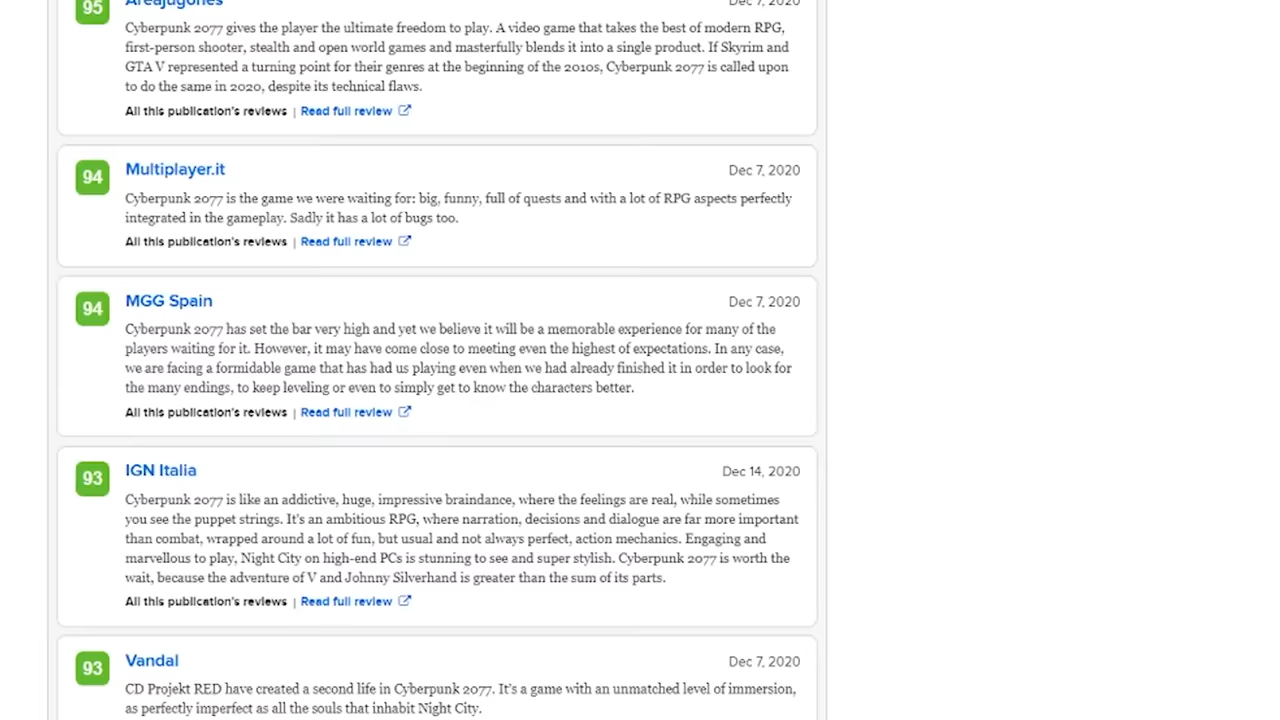 95
Areajugones
Dec 7, 2020
Cyberpunk 2077 gives the player the ultimate freedom to play. A video game that takes the best of modern RPG,
first-person shooter, stealth and open world games and masterfully blends it into a single product. If Skyrim and
GTA V represented a turning point for their genres at the beginning of the 2010s, Cyberpunk 2077 is called upon
to do the same in 2020, despite its technical flaws.
All this publication's reviews | Read full review
94
Multiplayer.it
Dec 7, 2020
Cyberpunk 2077 is the game we were waiting for: big, funny, full of quests and with a lot of RPG aspects perfectly
integrated in the gameplay. Sadly it has a lot of bugs too.
All this publication's reviews | Read full review
94
MGG Spain
Dec 7, 2020
Cyberpunk 2077 has set the bar very high and yet we believe it will be a memorable experience for many of the
players waiting for it. However, it may have come close to meeting even the highest of expectations. In any case,
we are facing a formidable game that has had us playing even when we had already finished it in order to look for
the many endings, to keep leveling or even to simply get to know the characters better.
All this publication's reviews | Read full review
93
IGN Italia
Dec 14, 2020
Cyberpunk 2077 is like an addictive, huge, impressive braindance, where the feelings are real, while sometimes
you see the puppet strings. It's an ambitious RPG, where narration, decisions and dialogue are far more important
than combat, wrapped around a lot of fun, but usual and not always perfect, action mechanics. Engaging and
marvellous to play, Night City on high-end PCs is stunning to see and super stylish. Cyberpunk 2077 is worth the
wait, because the adventure of V and Johnny Silverhand is greater than the sum of its parts.
All this publication's reviews | Read full review
93
Vandal
Dec 7, 2020
CD Projekt RED have created a second life in Cyberpunk 2077. It's a game with an unmatched level of immersion,
as perfectly imperfect as all the souls that inhabit Night City.